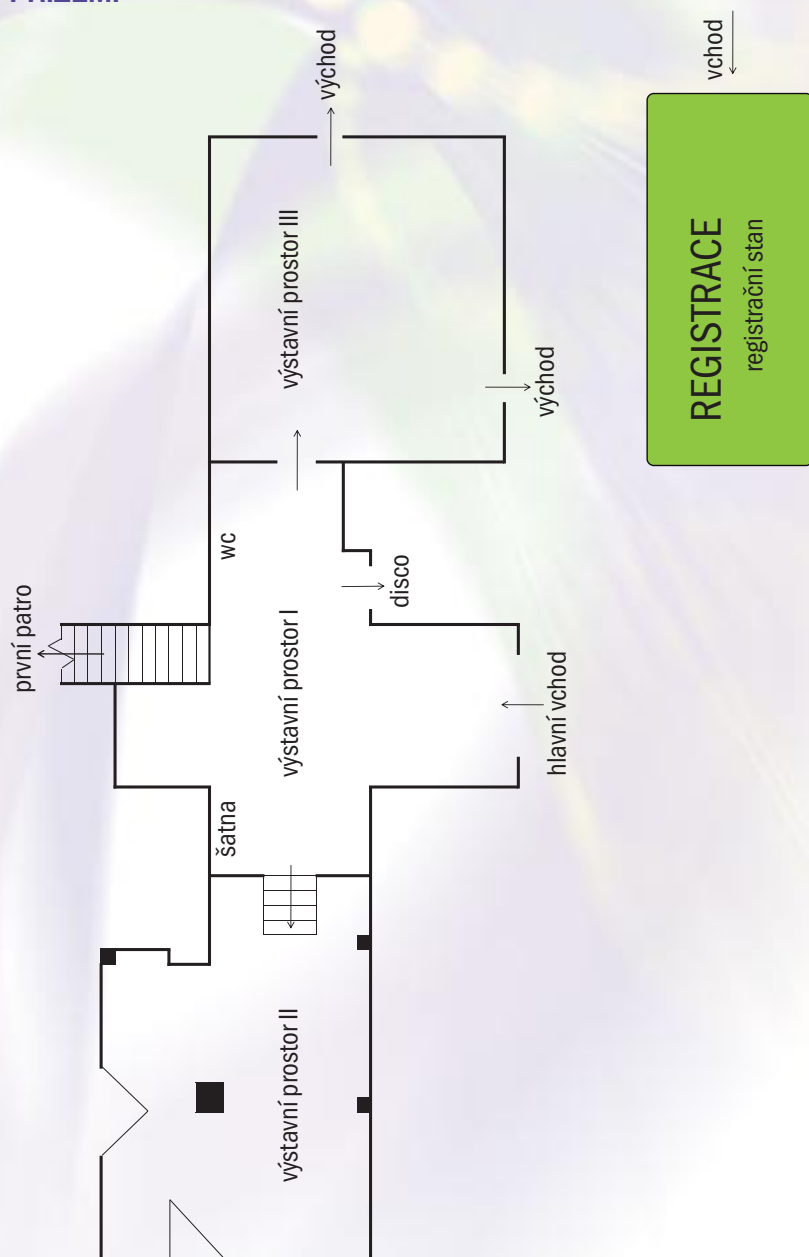 východ
vchod
výstavní prostor III
REGISTRACE
registrační stan
východ
wc
disco
první patro
výstavní prostor I
hlavní vchod
šatna
výstavní prostor II